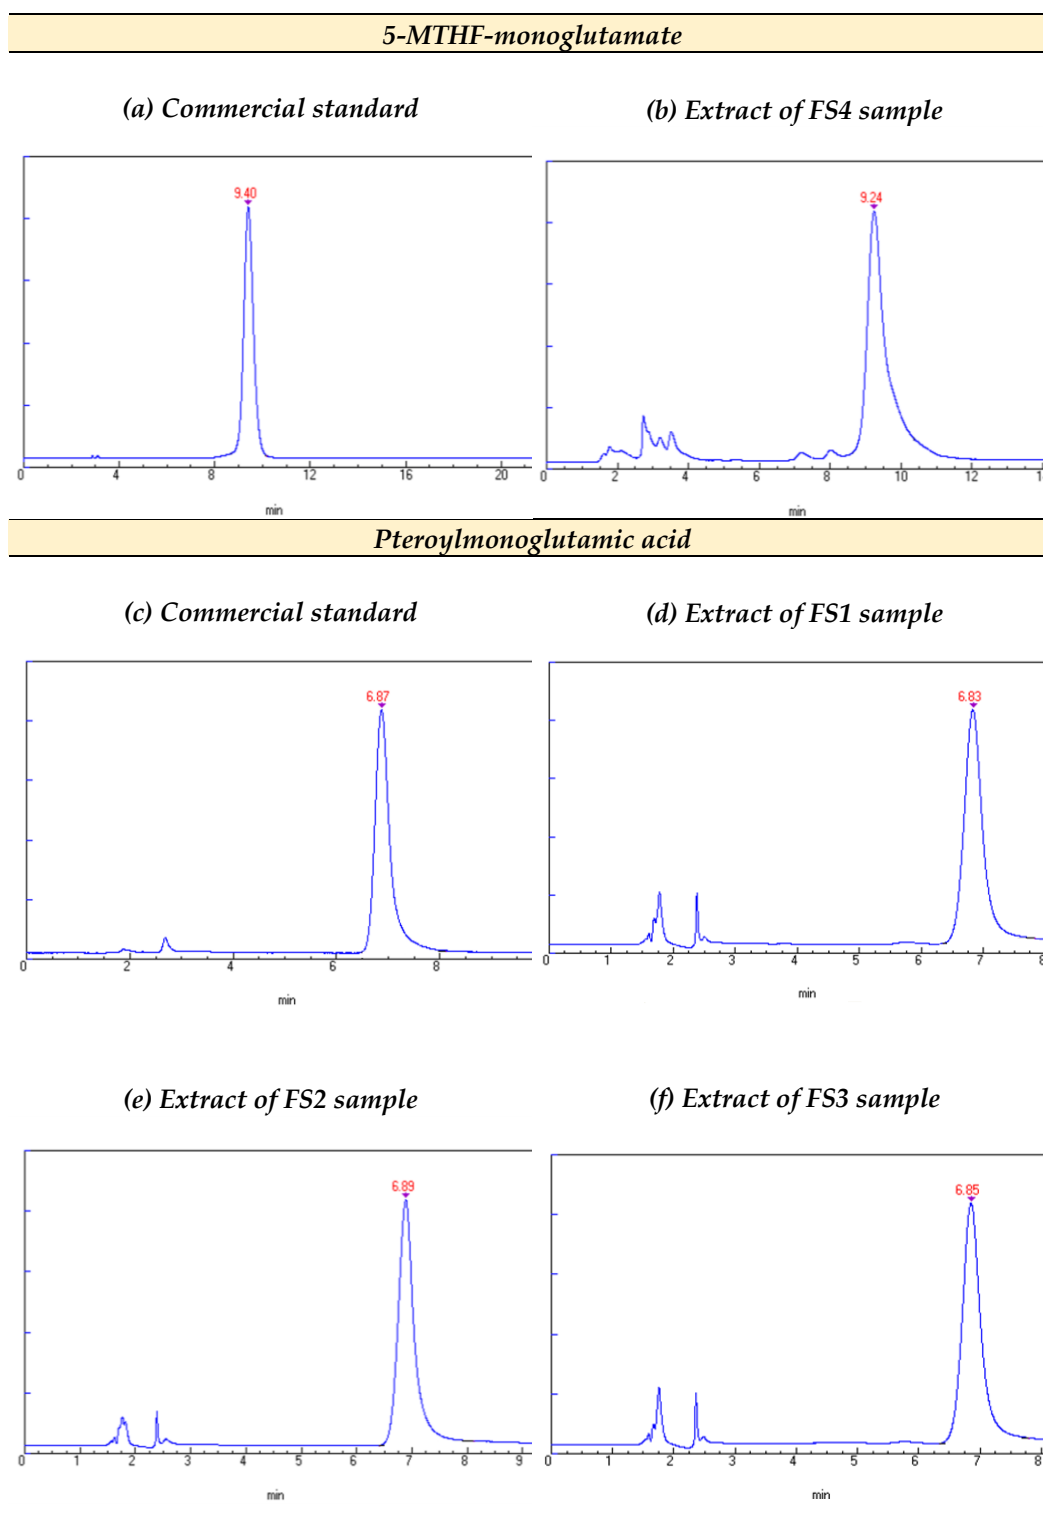 5-MTHF-monoglutamate
(a) Commercial standard
(b) Extract of FS4 sample
9.40
0 4 8 12 16 20
min
9.24
0 2 4 6 8 10 12
min
Pteroylmonoglutamic acid
(c) Commercial standard
(d) Extract of FS1 sample
6.87
0 2 4 6 8
min
6.83
0 1 2 3 4 5 6 7 8
min
(e) Extract of FS2 sample
(f) Extract of FS3 sample
6.89
0 1 2 3 4 5 6 7 8 9
min
6.85
0 1 2 3 4 5 6 7 8
min